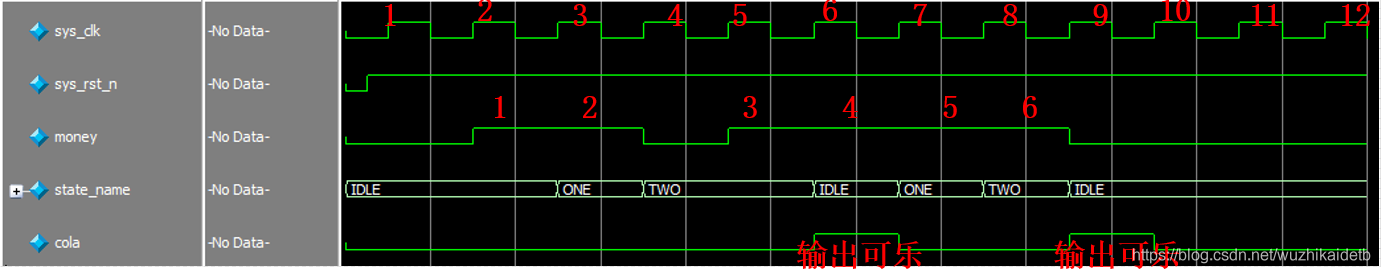 1 2 3 4 5 6 7 8 9 10 11 12
sys_clk -No Data-
sys_rst_n -No Data-
1 2 3 4 5 6
money -No Data-
state_name -No Data- IDLE ONE TWO IDLE ONE TWO IDLE
cola -No Data-
输出可乐 输出可乐
https://blog.csdn.net/wuzhikaidetb